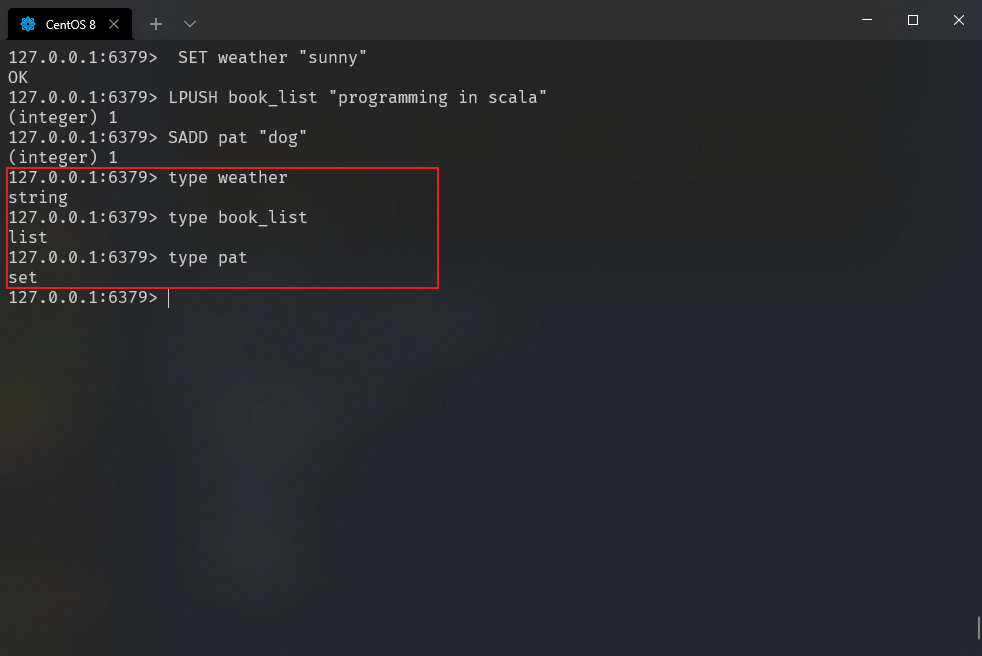 CentOS 8
127.0.0.1:6379>  SET weather "sunny"
OK
127.0.0.1:6379> LPUSH book_list "programming in scala"
(integer) 1
127.0.0.1:6379> SADD pat "dog"
(integer) 1
127.0.0.1:6379> type weather
string
127.0.0.1:6379> type book_list
list
127.0.0.1:6379> type pat
set
127.0.0.1:6379>